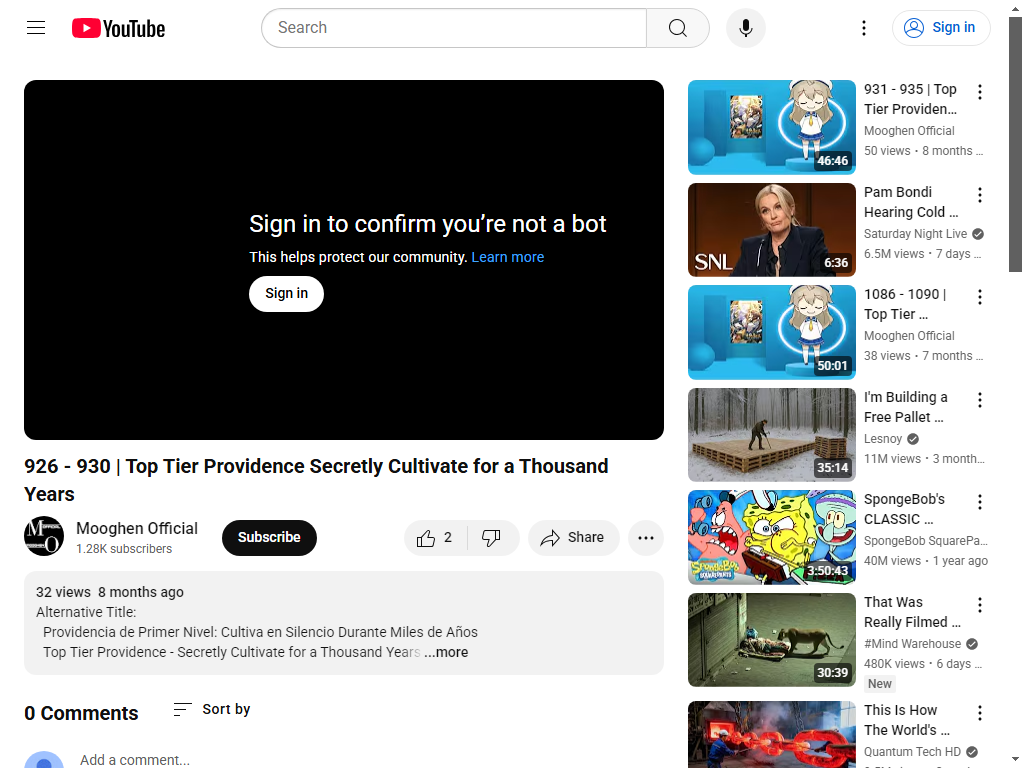 YouTube
Search
Sign in
Sign in to confirm you’re not a bot
This helps protect our community. Learn more
Sign in
926 - 930 | Top Tier Providence Secretly Cultivate for a Thousand
Years
Mooghen Official
1.28K subscribers
Subscribe
2
Share
32 views 8 months ago
Alternative Title:
Providencia de Primer Nivel: Cultiva en Silencio Durante Miles de Años
Top Tier Providence - Secretly Cultivate for a Thousand Years ...more
0 Comments
Sort by
Add a comment...
46:46
931 - 935 | Top
Tier Providen...
Mooghen Official
50 views • 8 months ...
SNL
6:36
Pam Bondi
Hearing Cold ...
Saturday Night Live
6.5M views • 7 days ...
50:01
1086 - 1090 |
Top Tier ...
Mooghen Official
38 views • 7 months ...
35:14
I'm Building a
Free Pallet ...
Lesnoy
11M views • 3 month...
SPONGEBOB
SQUAREPANTS
3:50:43
SpongeBob's
CLASSIC ...
SpongeBob SquarePa...
40M views • 1 year ago
30:39
That Was
Really Filmed ...
#Mind Warehouse
480K views • 6 days ...
New
This Is How
The World's ...
Quantum Tech HD